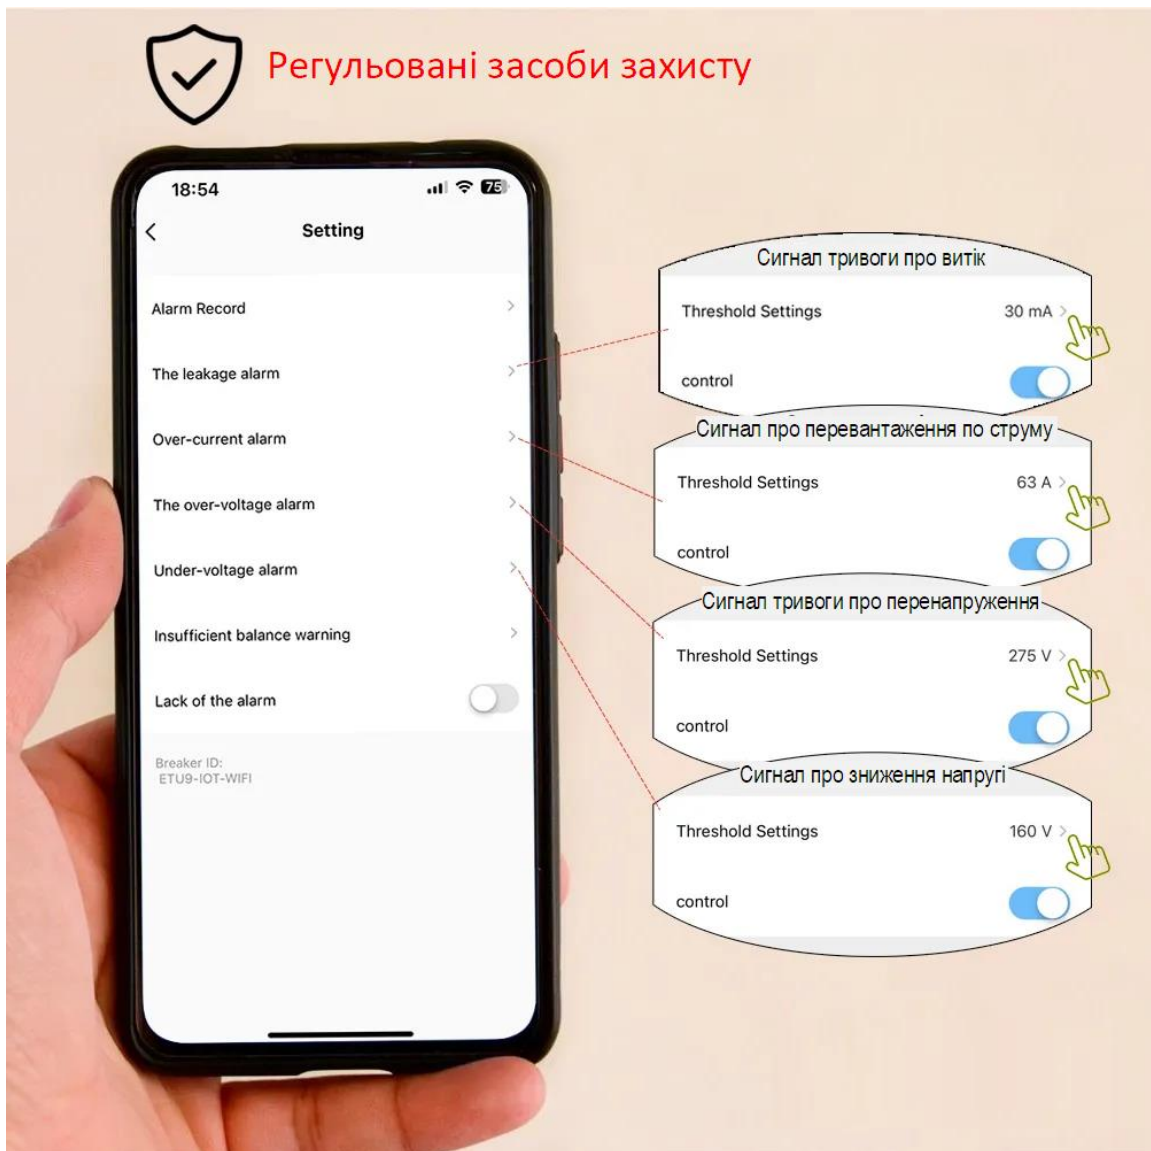 Регульовані засоби захисту
18:54
75
Setting
Alarm Record
The leakage alarm
Over-current alarm
The over-voltage alarm
Under-voltage alarm
Insufficient balance warning
Lack of the alarm
Breaker ID:
ETU9-IOT-WIFI
Сигнал тривоги про витік
Threshold Settings 30 mA
control
Сигнал про перевантаження по струму
Threshold Settings 63 A
control
Сигнал тривоги про перенапруження
Threshold Settings 275 V
control
Сигнал про зниження напругі
Threshold Settings 160 V
control